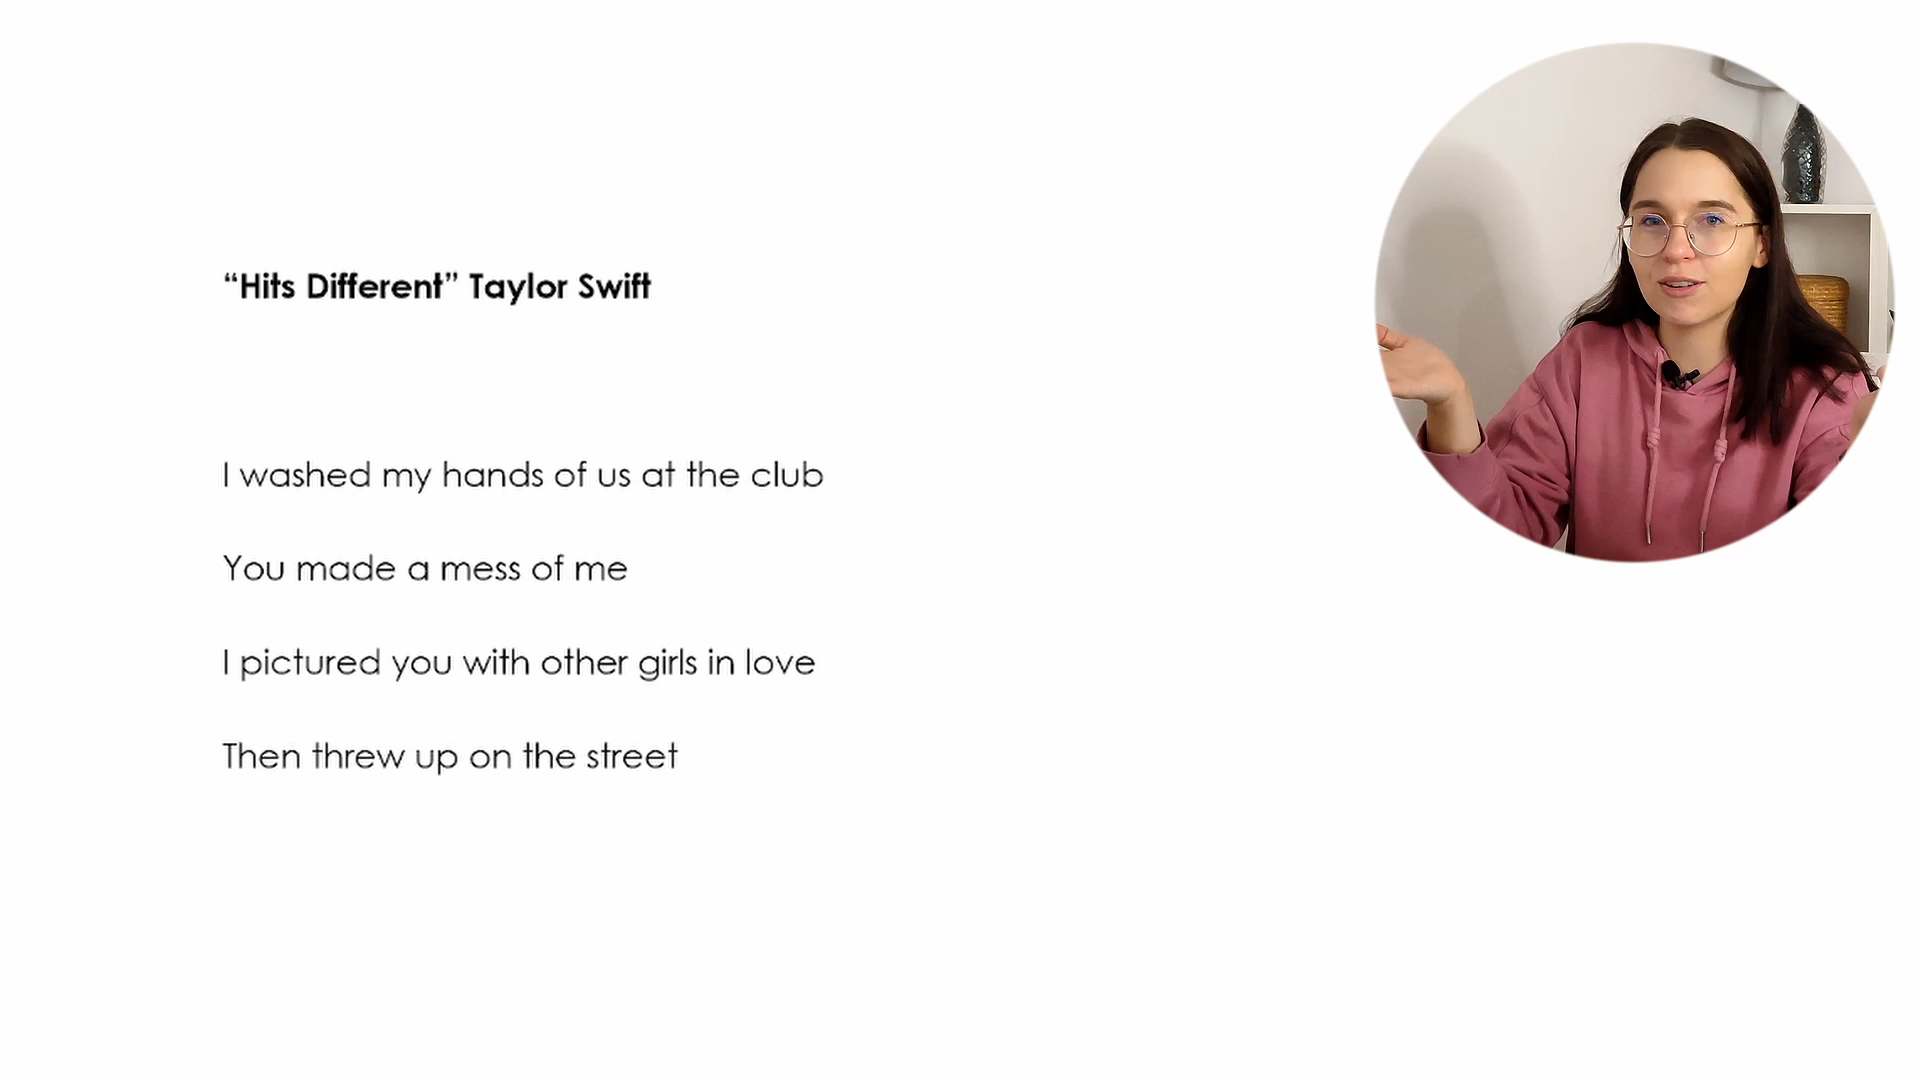 “Hits Different” Taylor Swift
I washed my hands of us at the club
You made a mess of me
I pictured you with other girls in love
Then threw up on the street